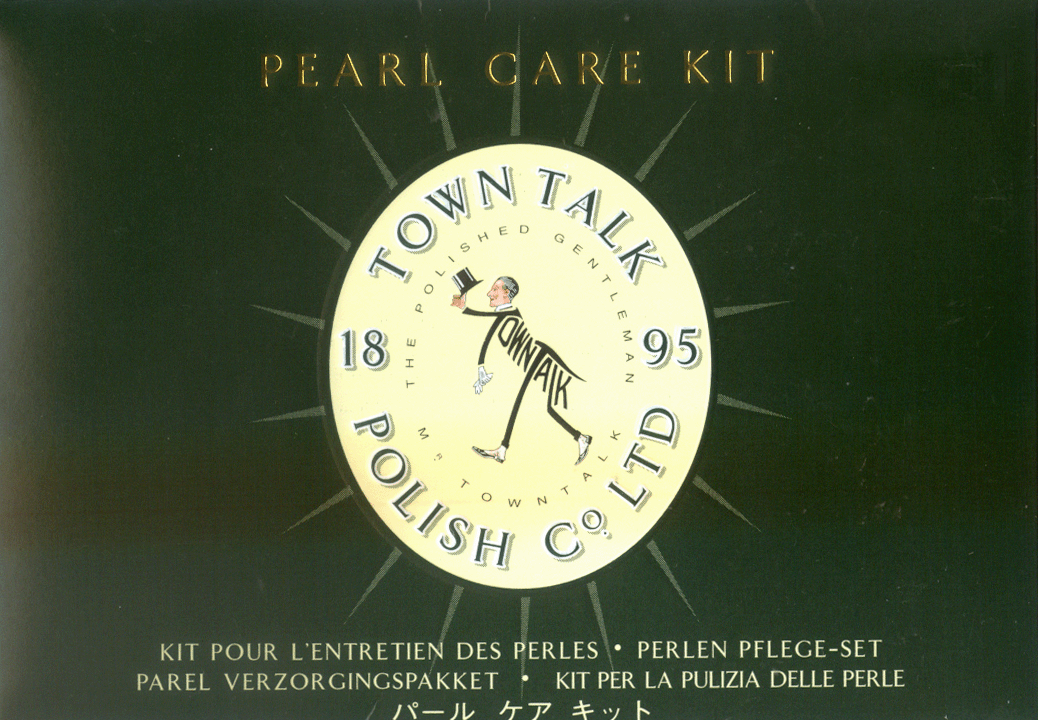 PEARL CARE KIT
TOWN TALK
THE POLISHED GENTLEMAN
TOWNTALK
18 95
MR TOWNTALK
POLISH Co. LTD
KIT POUR L'ENTRETIEN DES PERLES • PERLEN PFLEGE-SET
PAREL VERZORGINGSPAKKET • KIT PER LA PULIZIA DELLE PERLE
パール ケア キット